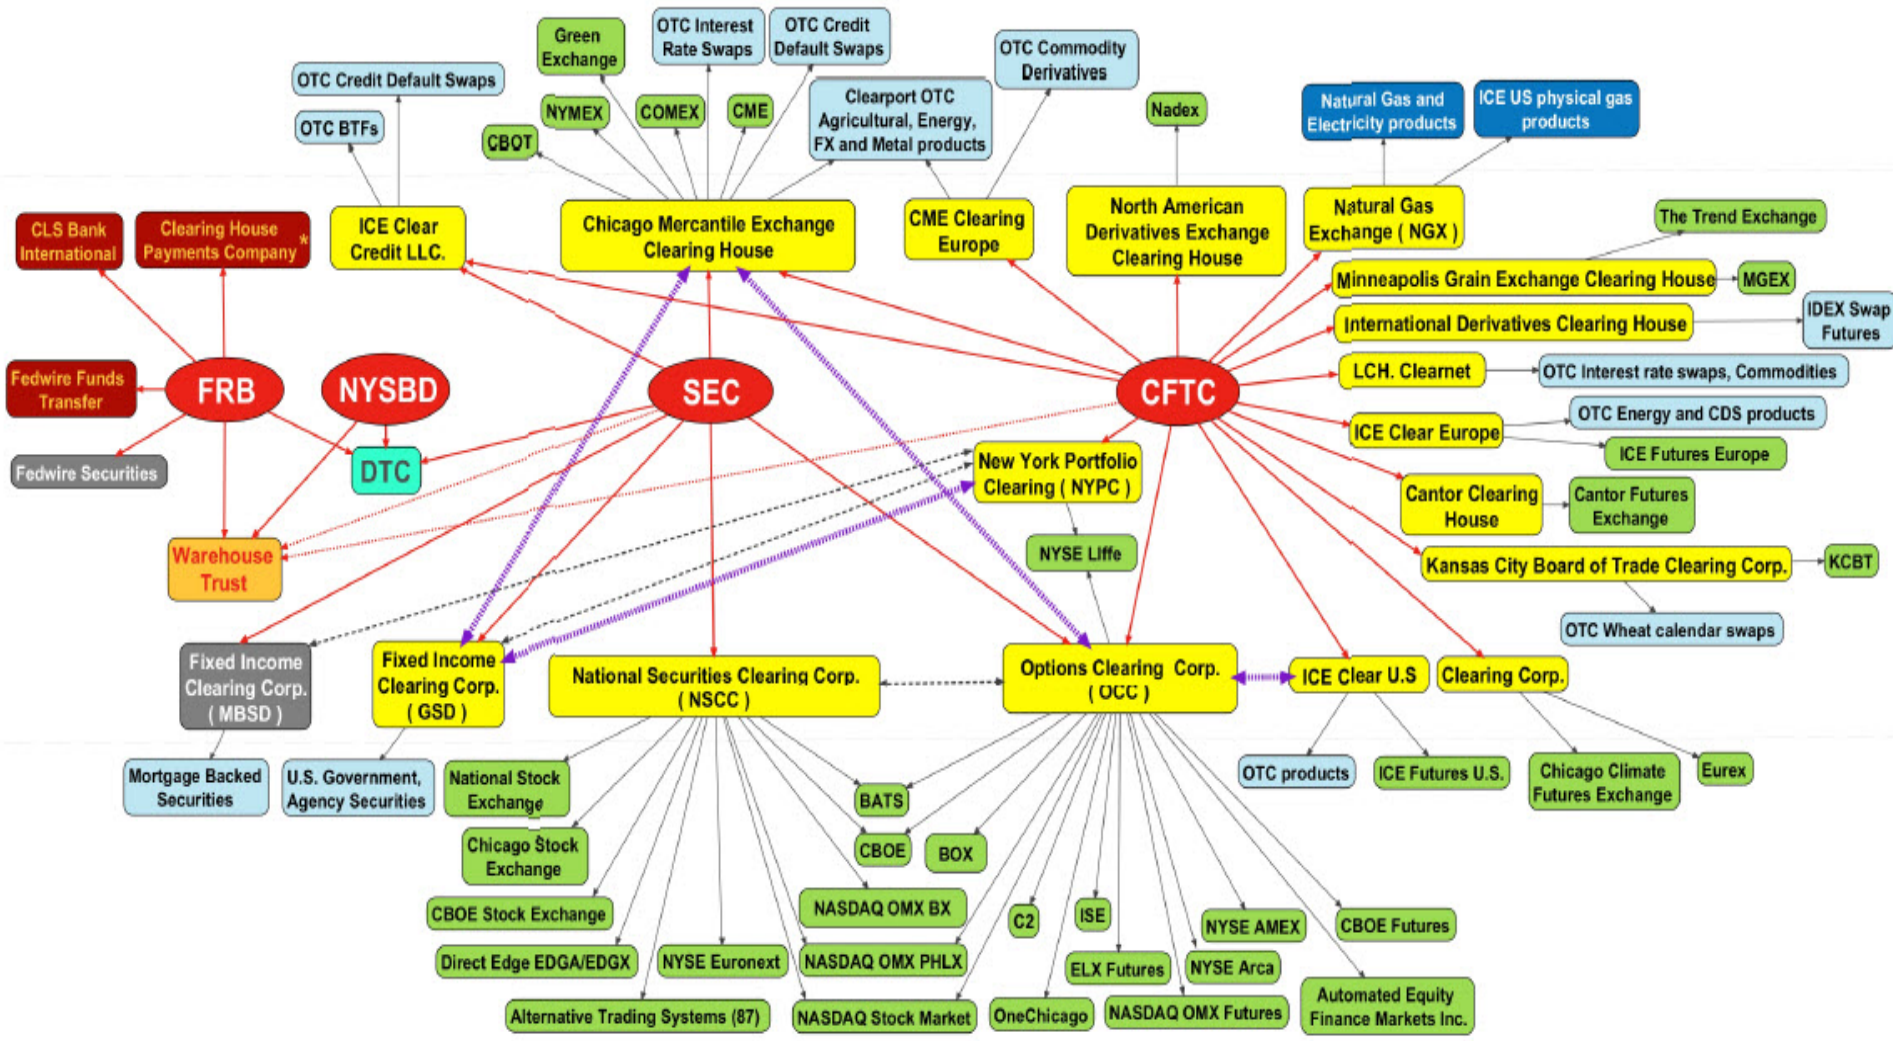 Green
Exchange
OTC Interest
Rate Swaps
OTC Credit
Default Swaps
OTC Commodity
Derivatives
OTC Credit Default Swaps
OTC BTFs
NYMEX
COMEX
CME
CBOT
Clearport OTC
Agricultural, Energy,
FX and Metal products
Nadex
Natural Gas and
Electricity products
ICE US physical gas
products
CLS Bank
International
Clearing House
Payments Company*
ICE Clear
Credit LLC.
Chicago Mercantile Exchange
Clearing House
CME Clearing
Europe
North American
Derivatives Exchange
Clearing House
Natural Gas
Exchange ( NGX )
The Trend Exchange
Minneapolis Grain Exchange Clearing House
MGEX
International Derivatives Clearing House
IDEX Swap
Futures
Fedwire Funds
Transfer
FRB
NYSBD
SEC
CFTC
LCH. Clearnet
OTC Interest rate swaps, Commodities
ICE Clear Europe
OTC Energy and CDS products
ICE Futures Europe
Fedwire Securities
DTC
New York Portfolio
Clearing ( NYPC )
Cantor Clearing
House
Cantor Futures
Exchange
Warehouse
Trust
NYSE Liffe
Kansas City Board of Trade Clearing Corp.
KCBT
OTC Wheat calendar swaps
Fixed Income
Clearing Corp.
( MBSD )
Fixed Income
Clearing Corp.
( GSD )
National Securities Clearing Corp.
( NSCC )
Options Clearing Corp.
( OCC )
ICE Clear U.S
Clearing Corp.
Mortgage Backed
Securities
U.S. Government,
Agency Securities
National Stock
Exchange
BATS
OTC products
ICE Futures U.S.
Chicago Climate
Futures Exchange
Eurex
Chicago Stock
Exchange
CBOE
BOX
CBOE Stock Exchange
NASDAQ OMX BX
C2
ISE
NYSE AMEX
CBOE Futures
Direct Edge EDGA/EDGX
NYSE Euronext
NASDAQ OMX PHLX
ELX Futures
NYSE Arca
Alternative Trading Systems (87)
NASDAQ Stock Market
OneChicago
NASDAQ OMX Futures
Automated Equity
Finance Markets Inc.